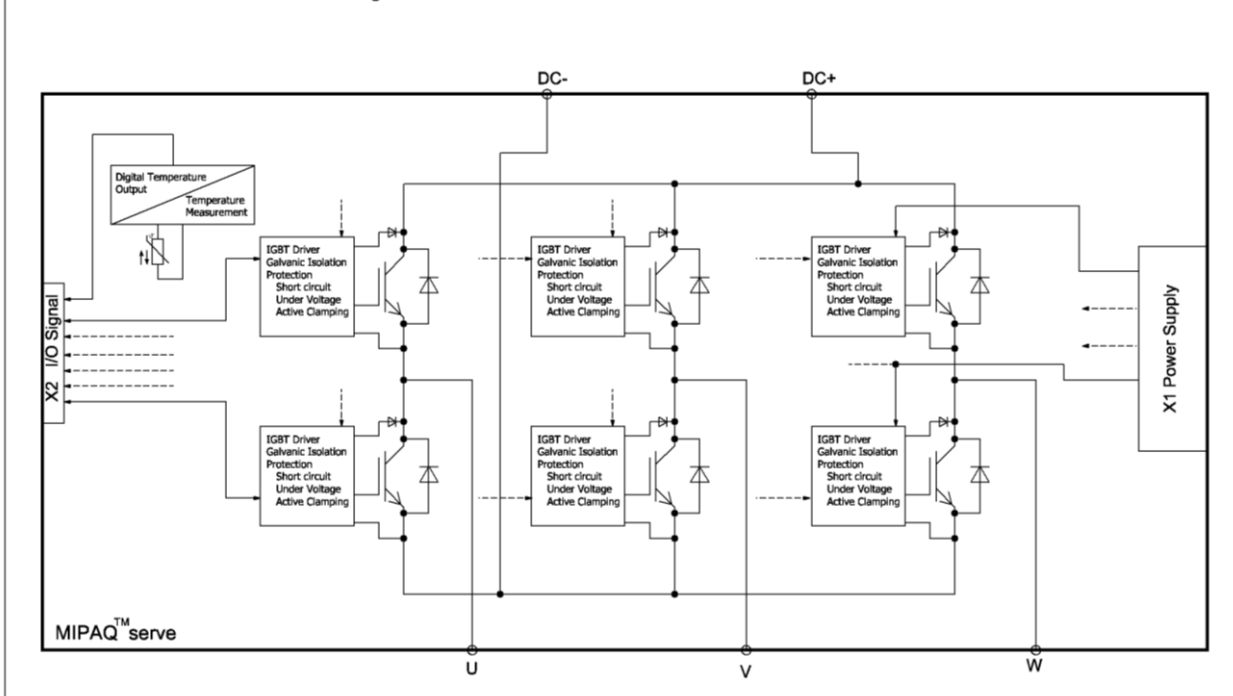 DC-
DC+
Digital Temperature
Output
Temperature
Measurement
IGBT Driver
Galvanic Isolation
Protection
Short circuit
Under Voltage
Active Clamping
IGBT Driver
Galvanic Isolation
Protection
Short circuit
Under Voltage
Active Clamping
IGBT Driver
Galvanic Isolation
Protection
Short circuit
Under Voltage
Active Clamping
X2 I/O Signal
X1 Power Supply
IGBT Driver
Galvanic Isolation
Protection
Short circuit
Under Voltage
Active Clamping
IGBT Driver
Galvanic Isolation
Protection
Short circuit
Under Voltage
Active Clamping
IGBT Driver
Galvanic Isolation
Protection
Short circuit
Under Voltage
Active Clamping
MIPAQ™serve
U
V
W